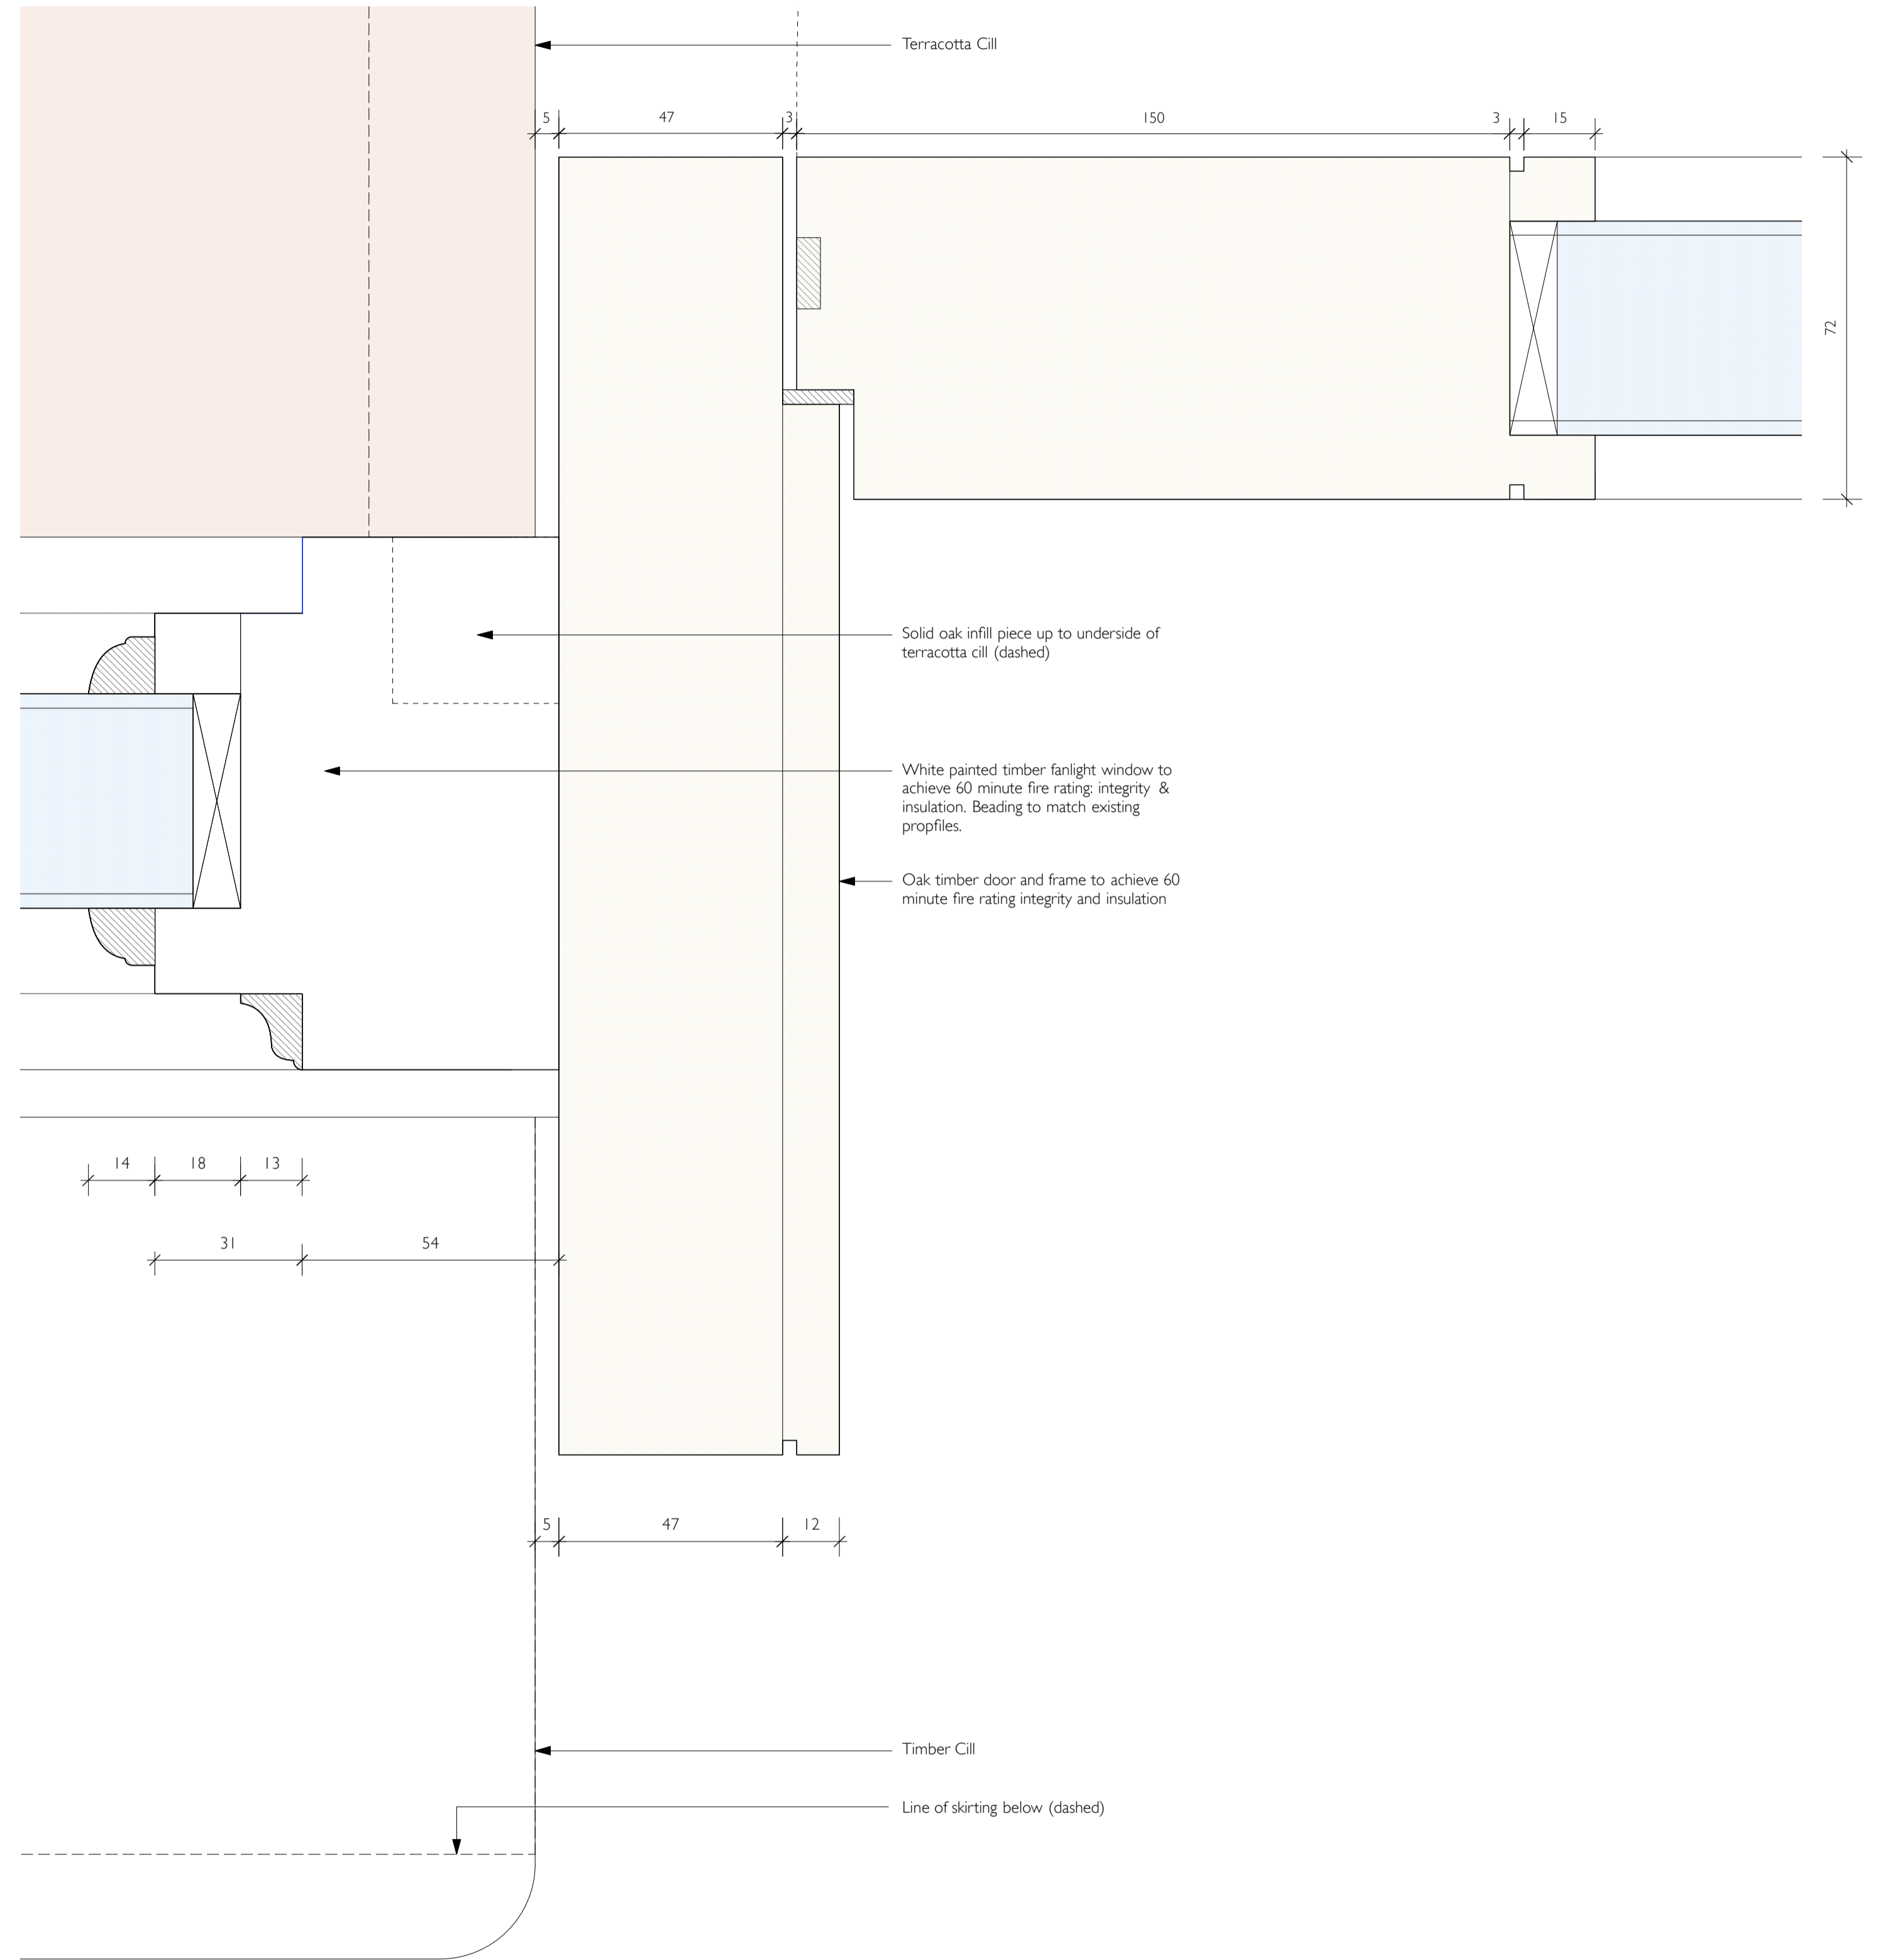 Terracotta Cill
5 47 3 150 3 15
72
Solid oak infill piece up to underside of
terracotta cill (dashed)
White painted timber fanlight window to
achieve 60 minute fire rating: integrity &
insulation. Beading to match existing
propfiles.
Oak timber door and frame to achieve 60
minute fire rating integrity and insulation
14 18 13
31 54
5 47 12
Timber Cill
Line of skirting below (dashed)